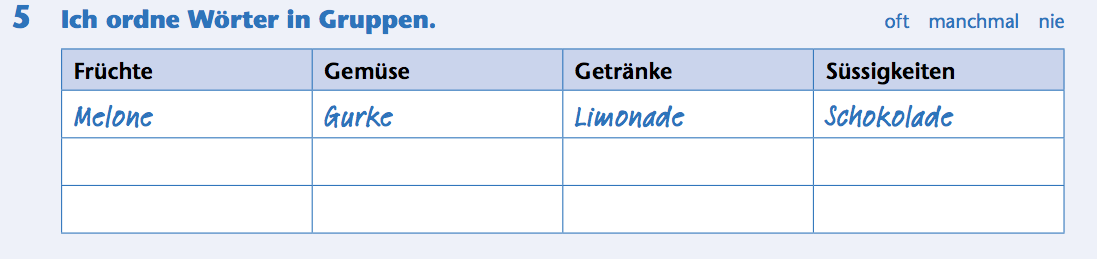 5 Ich ordne Wörter in Gruppen. oft manchmal nie
Früchte Gemüse Getränke Süssigkeiten
Melone Gurke Limonade Schokolade